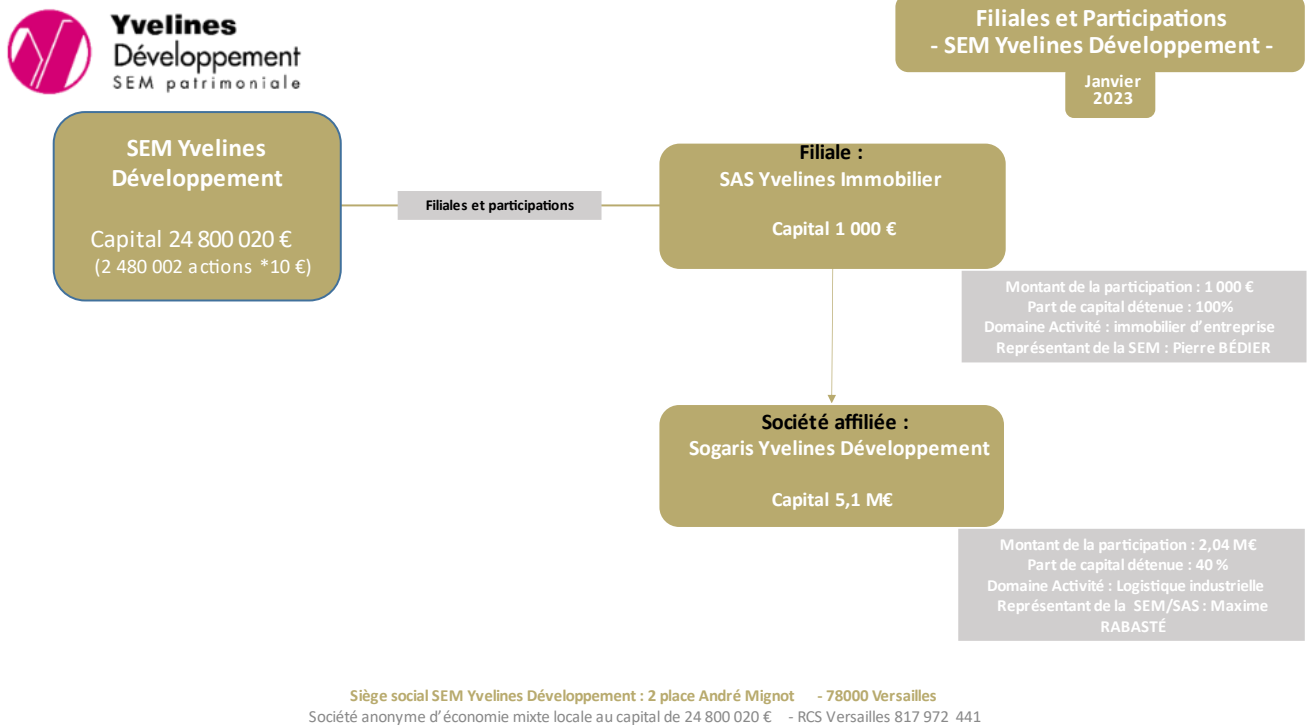 Yvelines
Développement
SEM patrimoniale
Filiales et Participations
- SEM Yvelines Développement -
Janvier
2023
SEM Yvelines
Développement
Capital 24 800 020 €
(2 480 002 actions *10 €)
Filiales et participations
Filiale :
SAS Yvelines Immobilier
Capital 1 000 €
Montant de la participation : 1 000 €
Part de capital détenue : 100%
Domaine Activité : immobilier d'entreprise
Représentant de la SEM : Pierre BÉDIER
Société affiliée :
Sogaris Yvelines Développement
Capital 5,1 M€
Montant de la participation : 2,04 M€
Part de capital détenue : 40 %
Domaine Activité : Logistique industrielle
Représentant de la SEM/SAS : Maxime
RABASTÉ
Siège social SEM Yvelines Développement : 2 place André Mignot - 78000 Versailles
Société anonyme d'économie mixte locale au capital de 24 800 020 € - RCS Versailles 817 972 441